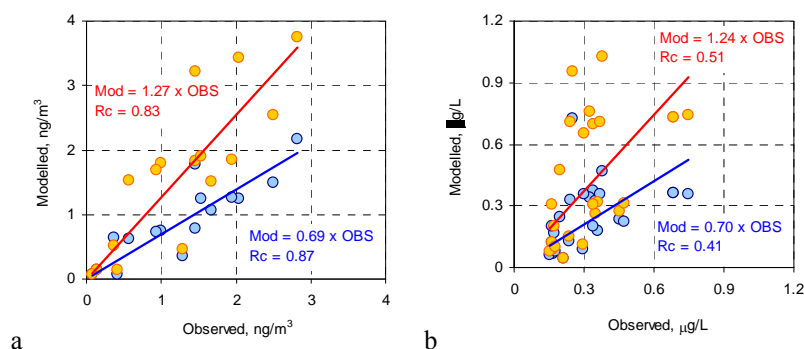 4
3
2
1
0
0
1
2
3
4
Modelled, ng/m³
Observed, ng/m³
Mod = 1.27 x OBS
Rc = 0.83
Mod = 0.69 x OBS
Rc = 0.87
a
1.2
0.9
0.6
0.3
0
0
0.3
0.6
0.9
1.2
Modelled, g/L
Observed, μg/L
Mod = 1.24 x OBS
Rc = 0.51
Mod = 0.70 x OBS
Rc = 0.41
b